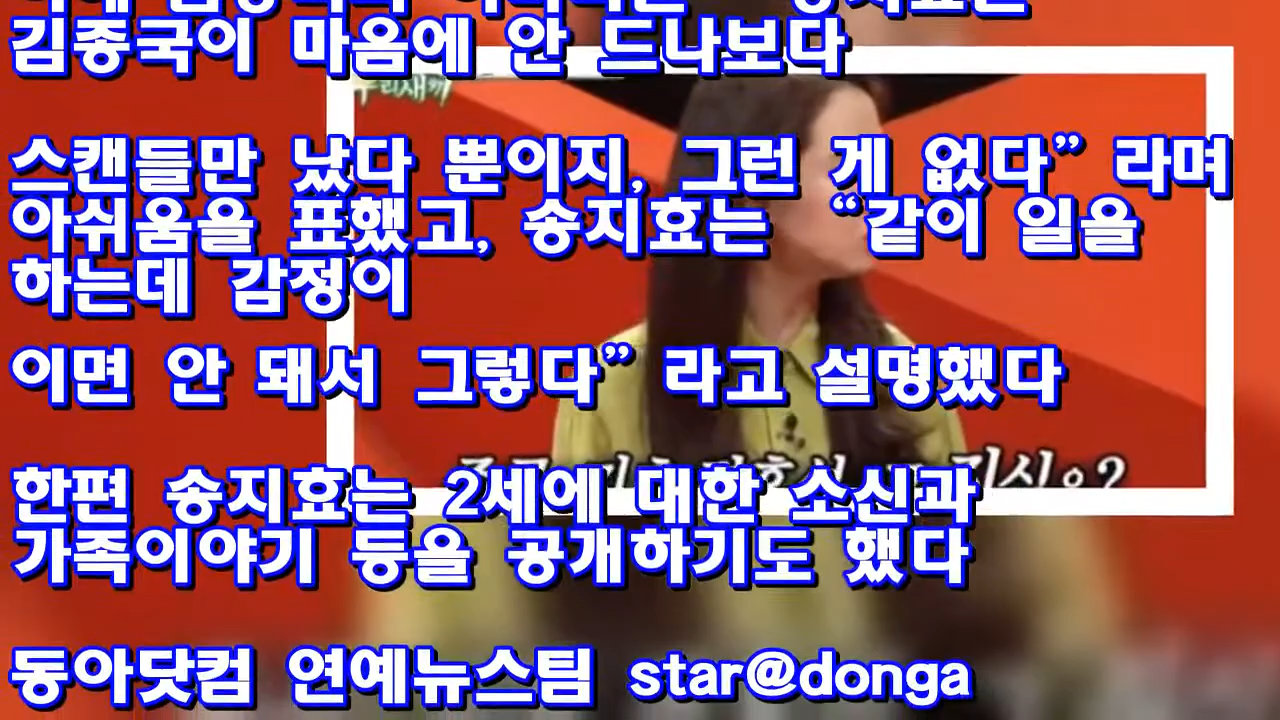 김종국이 마음에 안 드나보다
우리새끼
스캔들만 났다 뿐이지, 그런 게 없다” 라며
아쉬움을 표했고, 송지효는 “같이 일을
하는데 감정이
이면 안 돼서 그렇다” 라고 설명했다
한편 송지효는 2세에 대한 소신과
가족이야기 등을 공개하기도 했다
동아닷컴 연예뉴스팀 star@donga